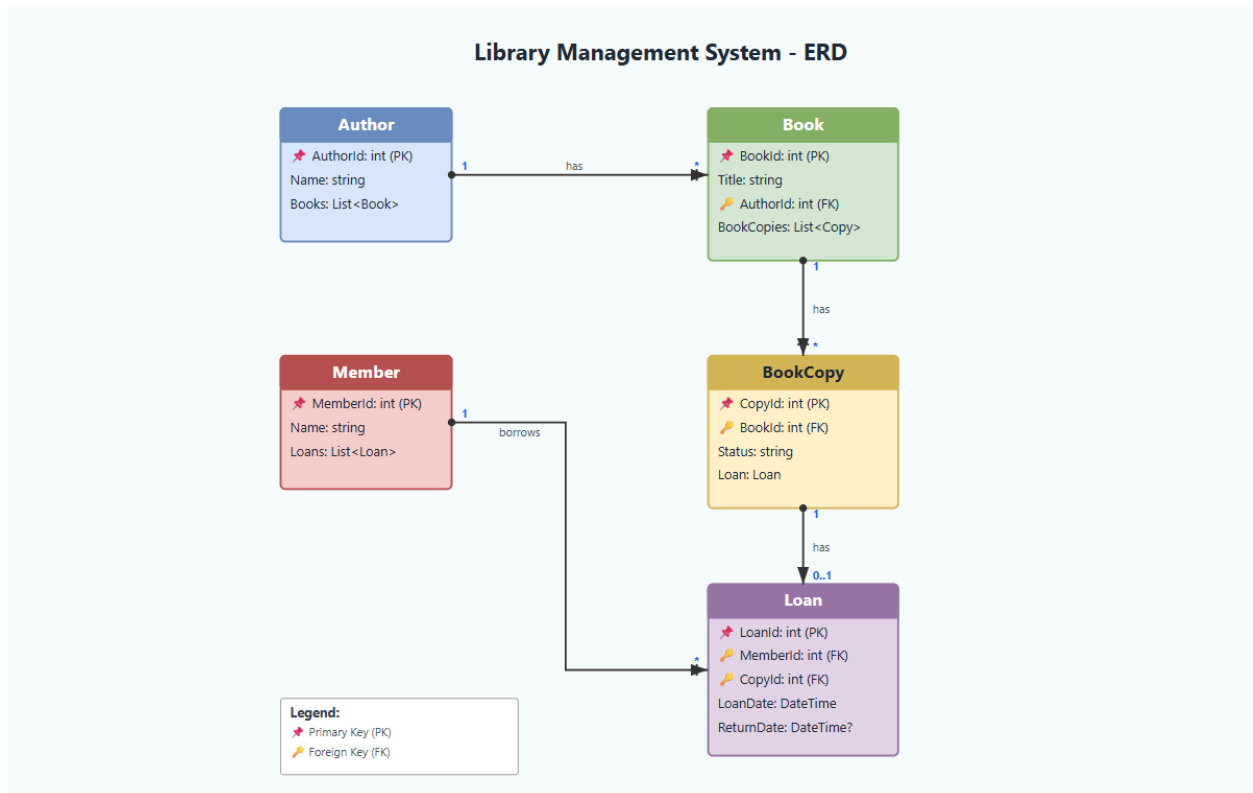 Library Management System - ERD
Author
AuthorId: int (PK)
Name: string
Books: List<Book>
1
has
*
Book
BookId: int (PK)
Title: string
AuthorId: int (FK)
BookCopies: List<Copy>
1
has
*
Member
MemberId: int (PK)
Name: string
Loans: List<Loan>
1
borrows
*
BookCopy
CopyId: int (PK)
BookId: int (FK)
Status: string
Loan: Loan
1
has
0..1
Loan
LoanId: int (PK)
MemberId: int (FK)
CopyId: int (FK)
LoanDate: DateTime
ReturnDate: DateTime?
Legend:
Primary Key (PK)
Foreign Key (FK)